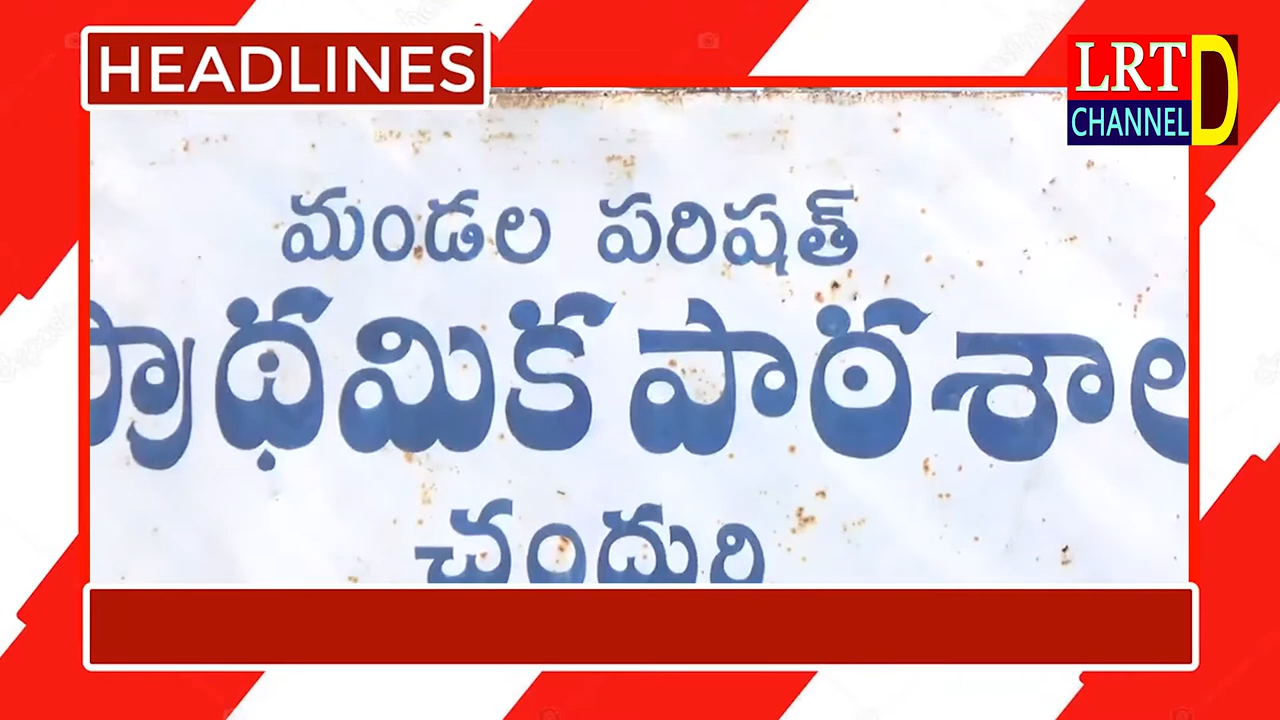 HEADLINES
LRT D
CHANNEL
మండల పరిషత్
ప్రాథమిక పాఠశాల
చందురి